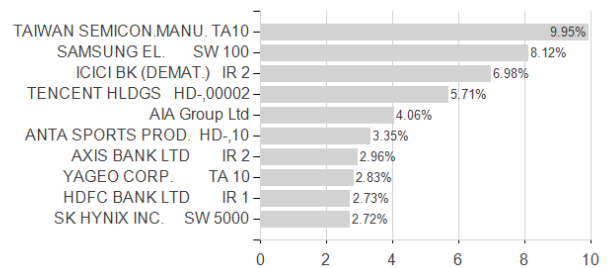 TAIWAN SEMICON.MANU. TA10 9.95%
SAMSUNG EL. SW 100 8.12%
ICICI BK (DEMAT.) IR 2 6.98%
TENCENT HLDGS HD-,00002 5.71%
AIA Group Ltd 4.06%
ANTA SPORTS PROD. HD-,10 3.35%
AXIS BANK LTD IR 2 2.96%
YAGEO CORP. TA 10 2.83%
HDFC BANK LTD IR 1 2.73%
SK HYNIX INC. SW 5000 2.72%
0 2 4 6 8 10